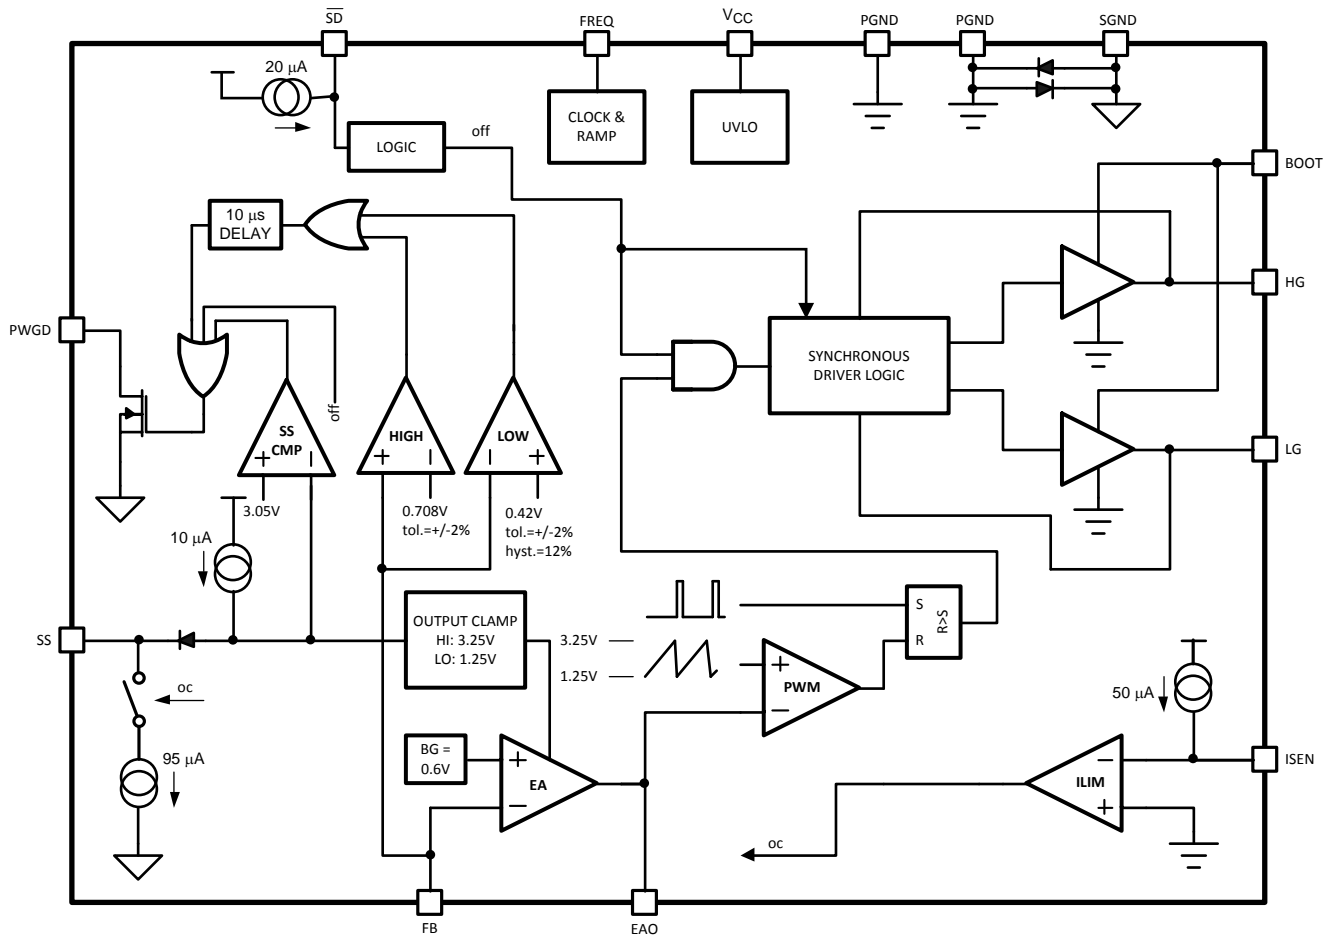 SD
FREQ
VCC
PGND
PGND
SGND
20 μA
CLOCK &
RAMP
UVLO
LOGIC
off
BOOT
10 μs
DELAY
HG
PWGD
SYNCHRONOUS
DRIVER LOGIC
off
SS
CMP
+
−
HIGH
+
−
LOW
−
+
LG
3.05V
0.708V
tol.=+/-2%
0.42V
tol.=+/-2%
hyst.=12%
10 μA
OUTPUT CLAMP
HI: 3.25V
LO: 1.25V
SS
3.25V
1.25V
S
R
R>S
+
PWM
−
oc
50 μA
95 μA
BG =
0.6V
+
EA
−
−
ILIM
+
ISEN
oc
FB
EAO